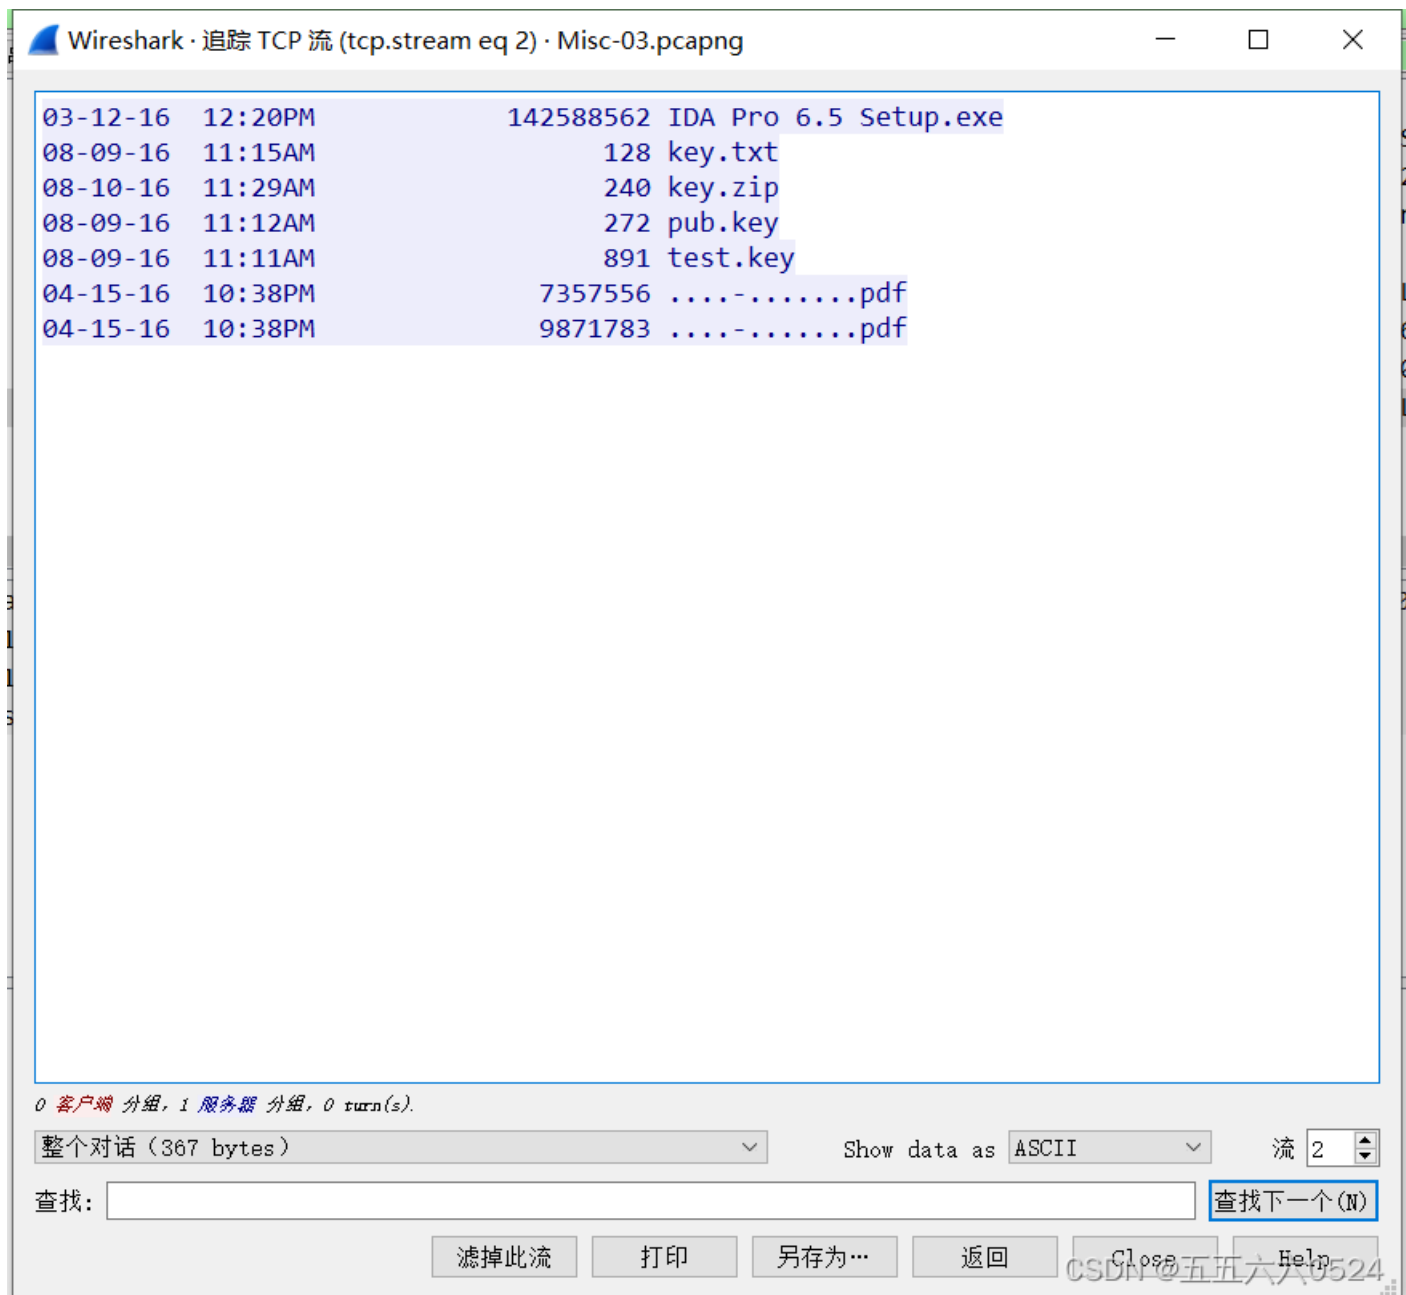 Wireshark · 追踪 TCP 流 (tcp.stream eq 2) · Misc-03.pcapng
03-12-16  12:20PM            142588562 IDA Pro 6.5 Setup.exe
08-09-16  11:15AM                  128 key.txt
08-10-16  11:29AM                  240 key.zip
08-09-16  11:12AM                  272 pub.key
08-09-16  11:11AM                  891 test.key
04-15-16  10:38PM              7357556 ....-.......pdf
04-15-16  10:38PM              9871783 ....-.......pdf
0 客户端 分组, 1 服务器 分组, 0 turn(s).
整个对话 (367 bytes) Show data as ASCII 流 2
查找: 查找下一个(N)
滤掉此流 打印 另存为… 返回 Close Help
CSDN @五五六六0524